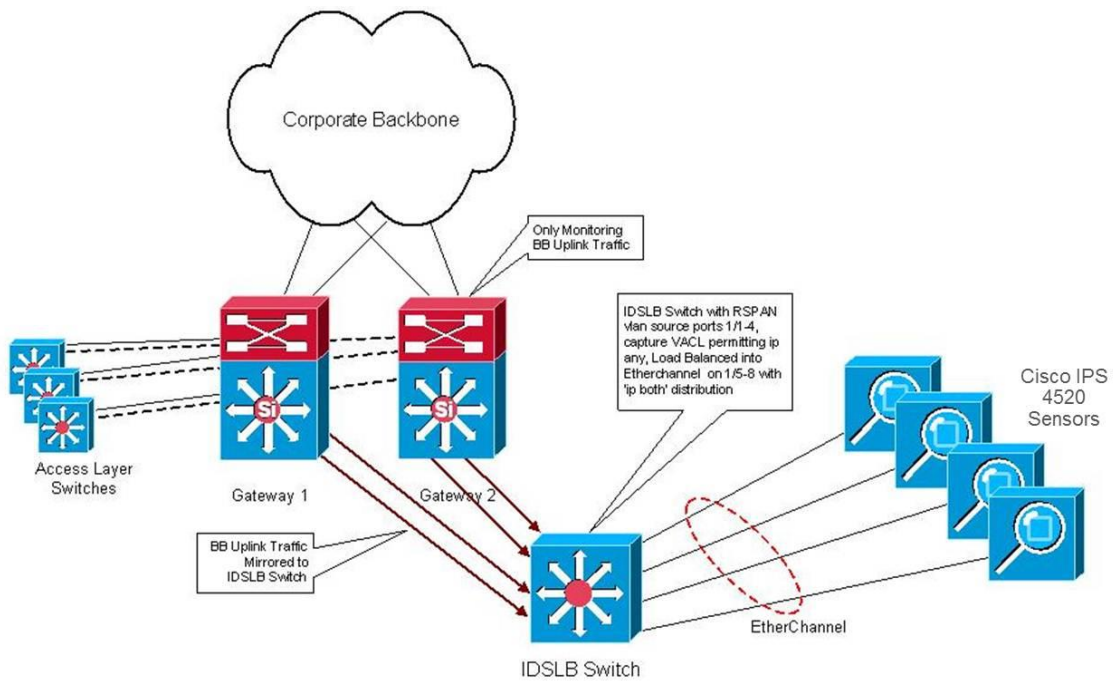 Corporate Backbone
Only Monitoring
BB Uplink Traffic
IDSLB Switch with RSPAN
vlan source ports 1/1-4,
capture VACL permitting ip
any, Load Balanced into
Etherchannel on 1/5-8 with
'ip both' distribution
Cisco IPS
4520
Sensors
Si
Si
Access Layer
Switches
Gateway 1
Gateway 2
BB Uplink Traffic
Mirrored to
IDSLB Switch
EtherChannel
IDSLB Switch